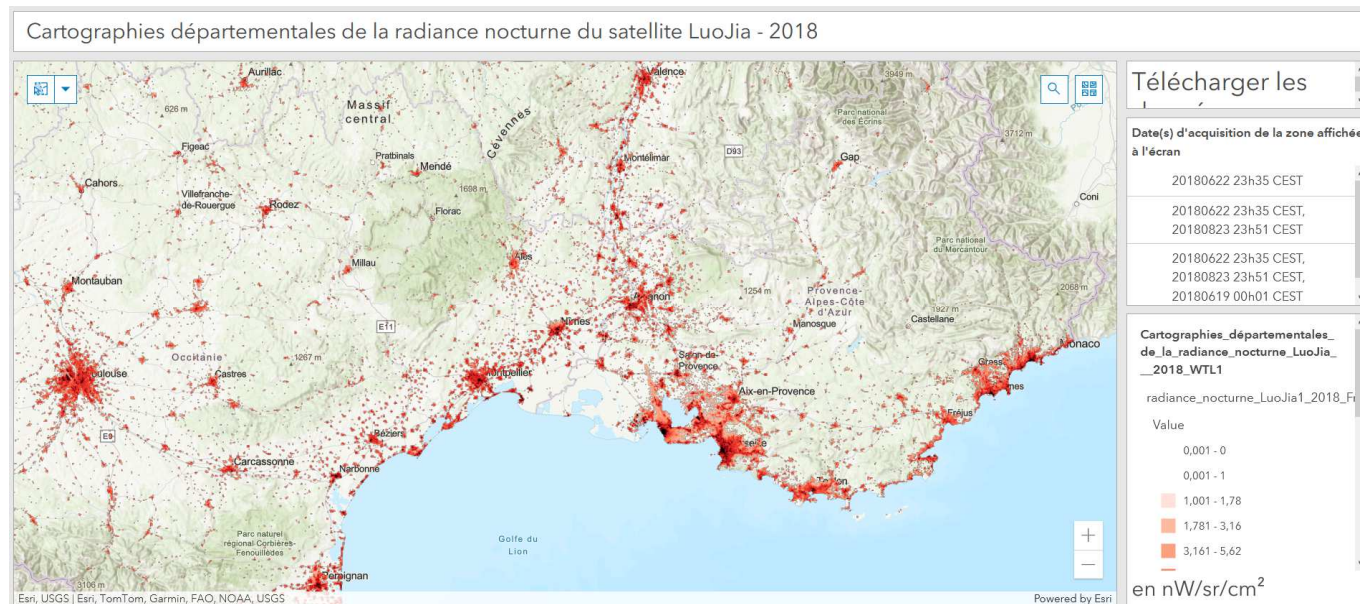 Cartographies départementales de la radiance nocturne du satellite LuoJia - 2018
Aurillac
626 m
Massif
central
Cévennes
Valence
3949 m
Parc national
des Écrins
3712 m
Figeac
Pratbinals
Mendé
Montélimar
D93
Gap
Cahors
Villefranche-
de-Rouergue
Rodez
1698 m
Florac
Coni
Parc national
du Mercantour
Millau
Alès
Montauban
1254 m
Provence-
Alpes-Côte
d'Azur
2068 m
1927 m
Avignon
Manosque
Castellane
E11
Nîmes
Monaco
Occitanie
1267 m
Salon-de-
Provence
Grasse
Toulouse
Castres
Montpellier
Aix-en-Provence
Fréjus
E9
Béziers
Carcassonne
Narbonne
Toulon
Parc naturel
régional Corbières-
Fenouillèdes
Golfe du
Lion
3106 m
Perpignan
Esri, USGS | Esri, TomTom, Garmin, FAO, NOAA, USGS
Powered by Esri
Télécharger les
Date(s) d'acquisition de la zone affichée
à l'écran
20180622 23h35 CEST
20180622 23h35 CEST,
20180823 23h51 CEST
20180622 23h35 CEST,
20180823 23h51 CEST,
20180619 00h01 CEST
Cartographies_départementales_
de_la_radiance_nocturne_LuoJia_
_2018_WTL1
radiance_nocturne_LuoJia1_2018_Fr
Value
0,001 - 0
0,001 - 1
1,001 - 1,78
1,781 - 3,16
3,161 - 5,62
en nW/sr/cm²